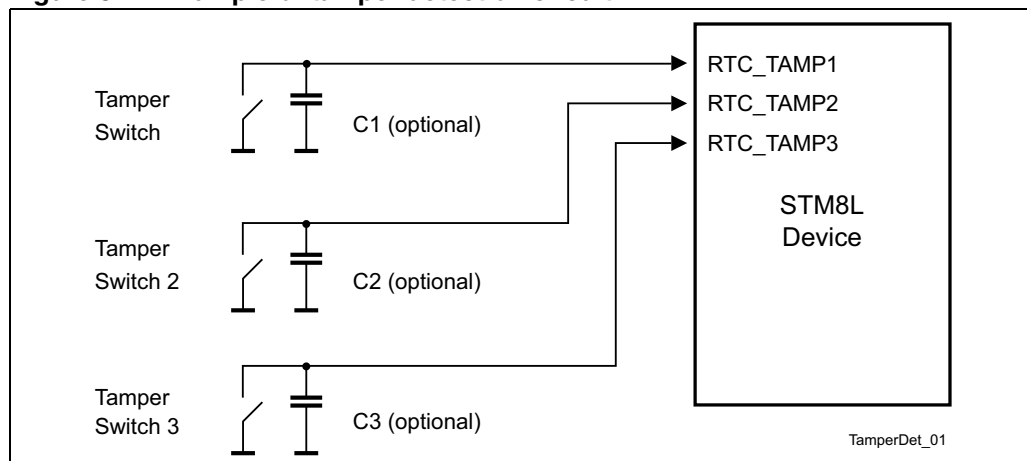 Tamper
Switch
C1 (optional)
RTC_TAMP1
RTC_TAMP2
RTC_TAMP3
STM8L
Device
Tamper
Switch 2
C2 (optional)
Tamper
Switch 3
C3 (optional)
TamperDet_01